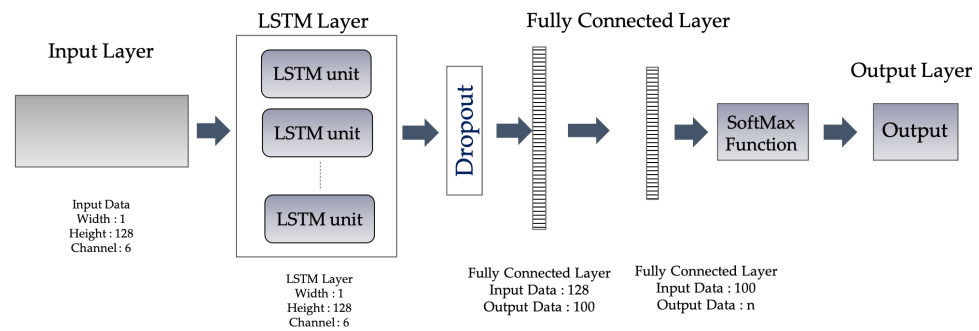 Input Layer
LSTM Layer
Fully Connected Layer
Output Layer
LSTM unit
LSTM unit
LSTM unit
Dropout
SoftMax
Function
Output
Input Data
Width : 1
Height : 128
Channel : 6
LSTM Layer
Width : 1
Height : 128
Channel : 6
Fully Connected Layer
Input Data : 128
Output Data : 100
Fully Connected Layer
Input Data : 100
Output Data : n